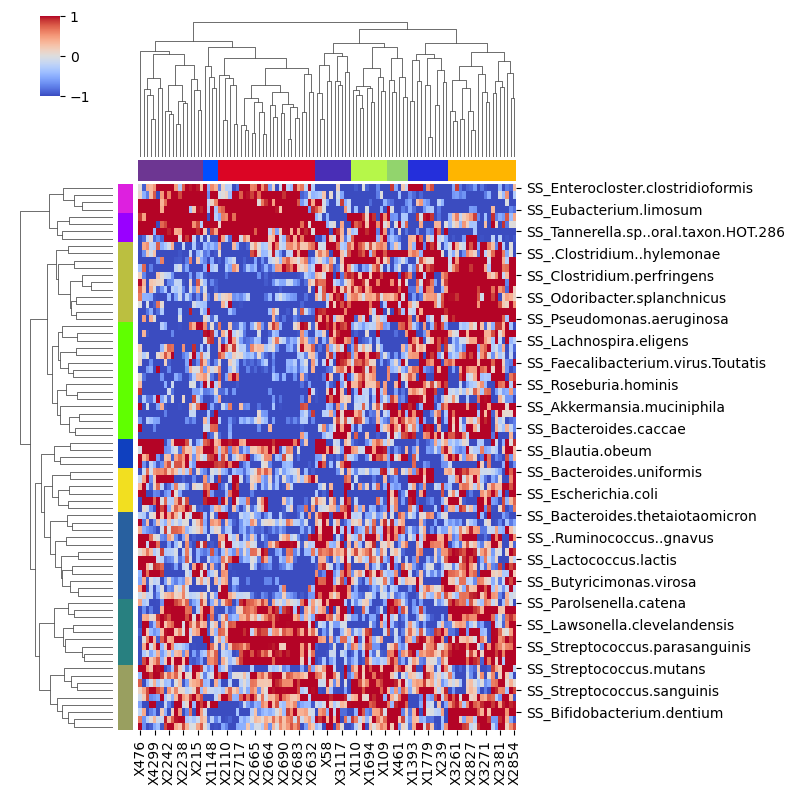 1
0
−1
SS_Enterocloster.clostridioformis
SS_Eubacterium.limosum
SS_Tannerella.sp..oral.taxon.HOT.286
SS_.Clostridium..hylemonae
SS_Clostridium.perfringens
SS_Odoribacter.splanchnicus
SS_Pseudomonas.aeruginosa
SS_Lachnospira.eligens
SS_Faecalibacterium.virus.Toutatis
SS_Roseburia.hominis
SS_Akkermansia.muciniphila
SS_Bacteroides.caccae
SS_Blautia.obeum
SS_Bacteroides.uniformis
SS_Escherichia.coli
SS_Bacteroides.thetaiotaomicron
SS_.Ruminococcus..gnavus
SS_Lactococcus.lactis
SS_Butyricimonas.virosa
SS_Parolsenella.catena
SS_Lawsonella.clevelandensis
SS_Streptococcus.parasanguinis
SS_Streptococcus.mutans
SS_Streptococcus.sanguinis
SS_Bifidobacterium.dentium
X476
X4299
X2242
X2238
X215
X1148
X2110
X2717
X2665
X2664
X2690
X2683
X2632
X58
X3117
X110
X1694
X109
X461
X1393
X1779
X239
X3261
X2827
X3271
X2381
X2854